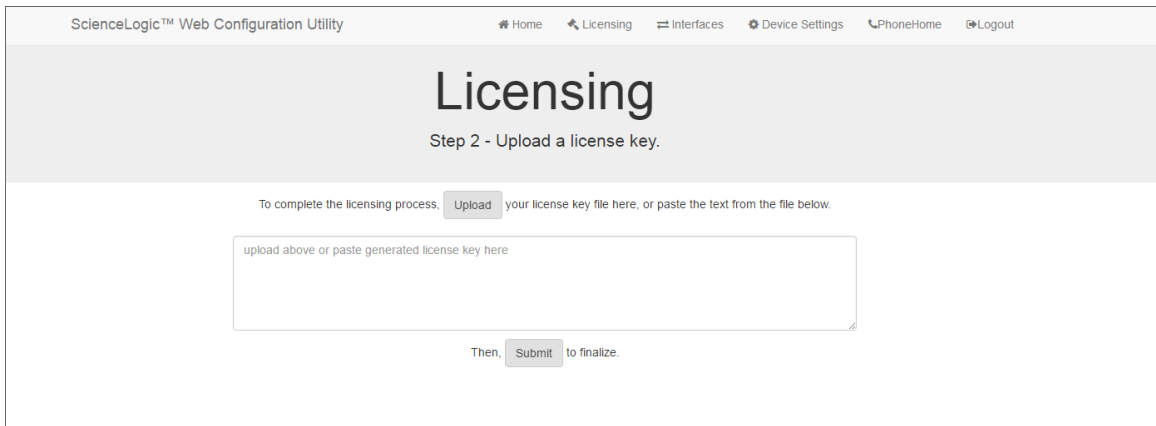 ScienceLogic™ Web Configuration Utility Home Licensing Interfaces Device Settings PhoneHome Logout
Licensing
Step 2 - Upload a license key.
To complete the licensing process, Upload your license key file here, or paste the text from the file below.
upload above or paste generated license key here
Then, Submit to finalize.